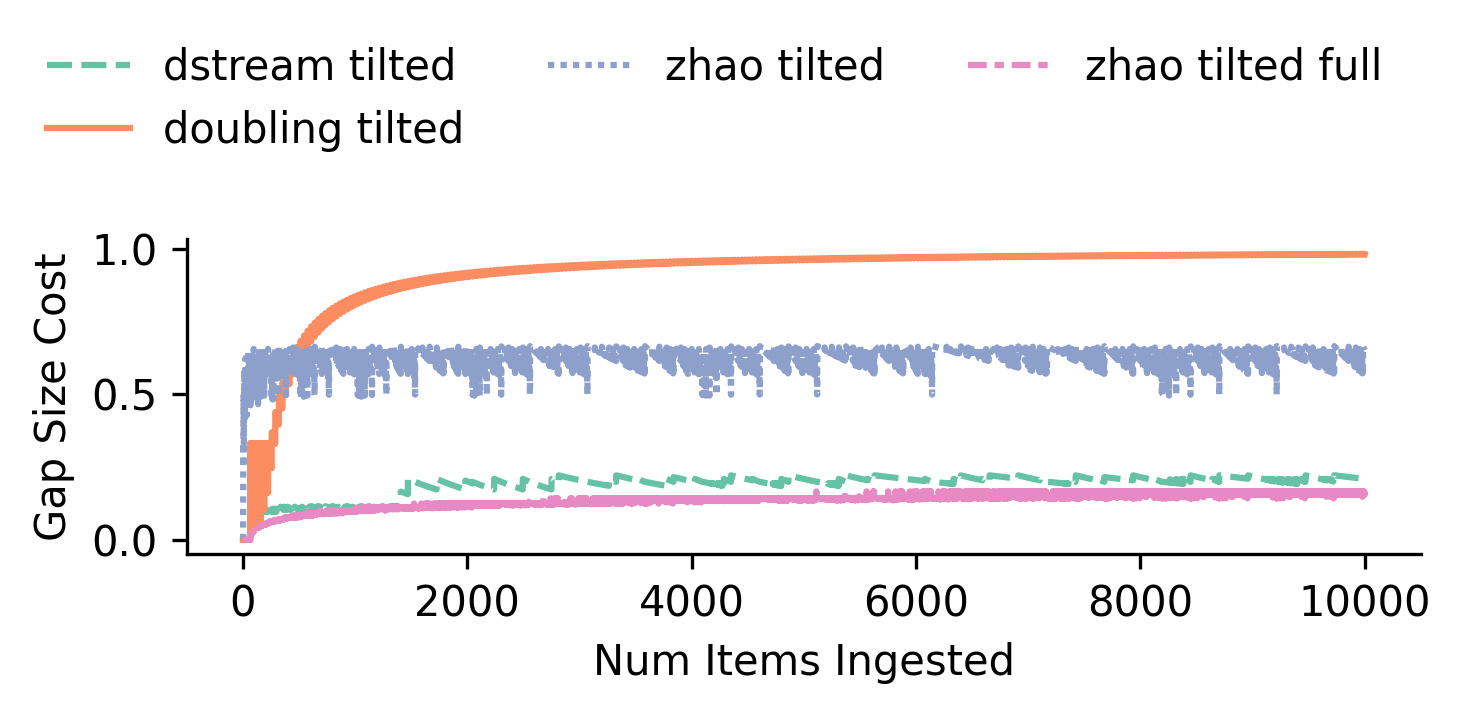 dstream tilted
zhao tilted
zhao tilted full
doubling tilted
Gap Size Cost
1.0
0.5
0.0
0
2000
4000
6000
8000
10000
Num Items Ingested